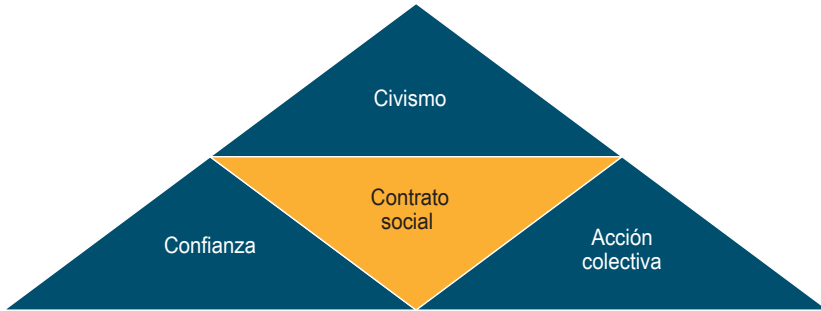 Civismo
Contrato
social
Confianza
Acción
colectiva